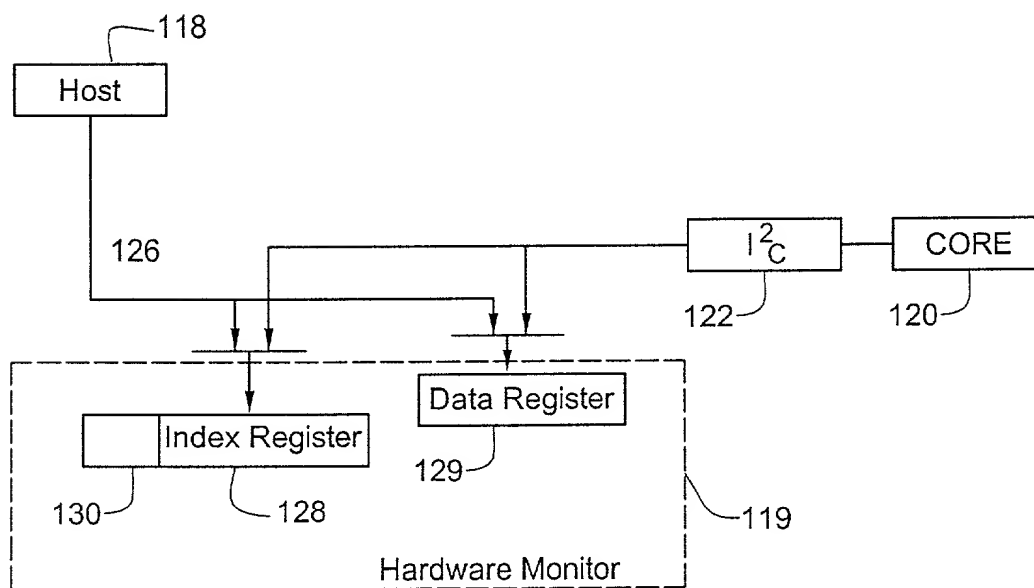 118
Host
126
I²C
CORE
122
120
Data Register
Index Register
129
130
128
119
Hardware Monitor